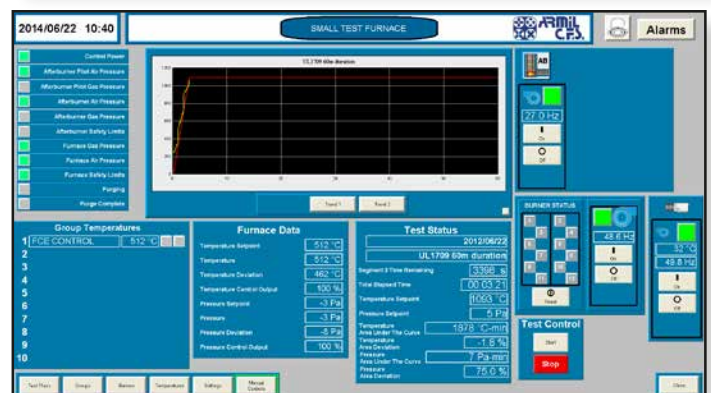 2014/06/22 10:40
SMALL TEST FURNACE
ARMIL C.F.S.
Alarms
Control Power
Afterburner Pilot Air Pressure
Afterburner Pilot Gas Pressure
Afterburner Air Pressure
Afterburner Gas Pressure
Afterburner Safety Limits
Furnace Gas Pressure
Furnace Air Pressure
Furnace Safety Limits
Purging
Purge Complete
UL1709 60m duration
Trend 1 Trend 2
AB
27.0 Hz
On
Off
Group Temperatures
1 FCE CONTROL 512 °C
2
3
4
5
6
7
8
9
10
Furnace Data
Temperature Setpoint 512 °C
Temperature 512 °C
Temperature Deviation 462 °C
Temperature Control Output 100 %
Pressure Setpoint -3 Pa
Pressure -3 Pa
Pressure Deviation -8 Pa
Pressure Control Output 100 %
Test Status
2012/06/22
UL1709 60m duration
Segment 3 Time Remaining 3398 s
Total Elapsed Time 00:03:21
Temperature Setpoint 1093 °C
Pressure Setpoint 5 Pa
Temperature Area Under The Curve 1878 °C-min
Temperature Area Deviation -1.8 %
Pressure Area Under The Curve 7 Pa-min
Pressure Area Deviation 75.0 %
BURNER STATUS
Reset
48.6 Hz
On
Off
32 °C
49.8 Hz
On
Off
Test Control
Start
Stop
Test Plans Groups Burners Temperatures Settings Manual Controls
Close